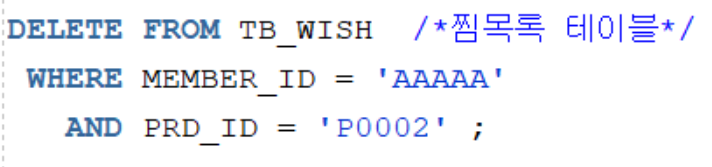 DELETE FROM TB_WISH /*찜목록 테이블*/
WHERE MEMBER_ID = 'AAAAA'
AND PRD_ID = 'P0002' ;